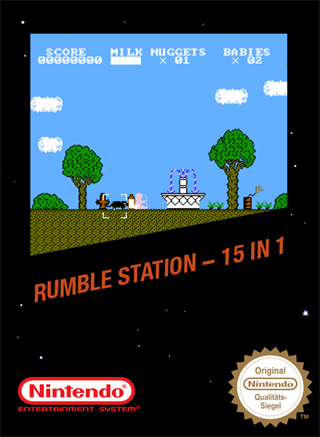 SCORE MILK NUGGETS BABIES
00000000 × 01 × 02
RUMBLE STATION – 15 IN 1
Nintendo
ENTERTAINMENT SYSTEM®
Original
Nintendo
Qualitäts-
Siegel
TM